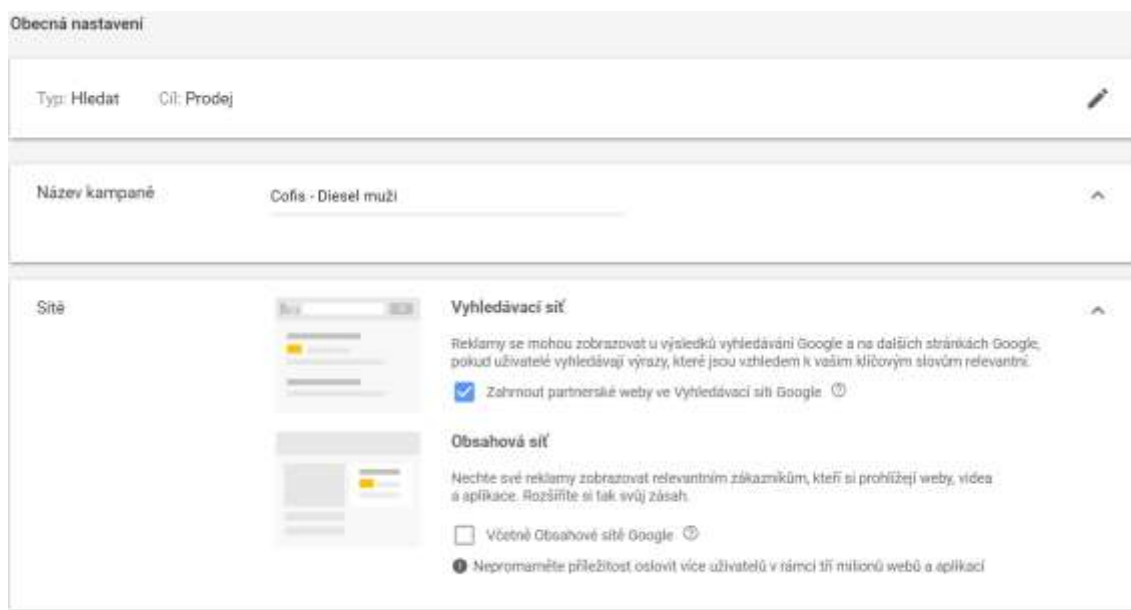 Obecná nastavení
Typ: Hledat Cíl: Prodej
Název kampaně
Cofis - Diesel muži
Sítě
Vyhledávací síť
Reklamy se mohou zobrazovat u výsledků vyhledávání Google a na dalších stránkách Google,
pokud uživatelé vyhledávají výrazy, které jsou vzhledem k vašim klíčovým slovům relevantní.
Zahrnout partnerské weby ve Vyhledávací síti Google
Obsahová síť
Nechte své reklamy zobrazovat relevantním zákazníkům, kteří si prohlížejí weby, videa
a aplikace. Rozšíříte si tak svůj zásah.
Včetně Obsahové sítě Google
Nepromarněte příležitost oslovit více uživatelů v rámci tří milionů webů a aplikací